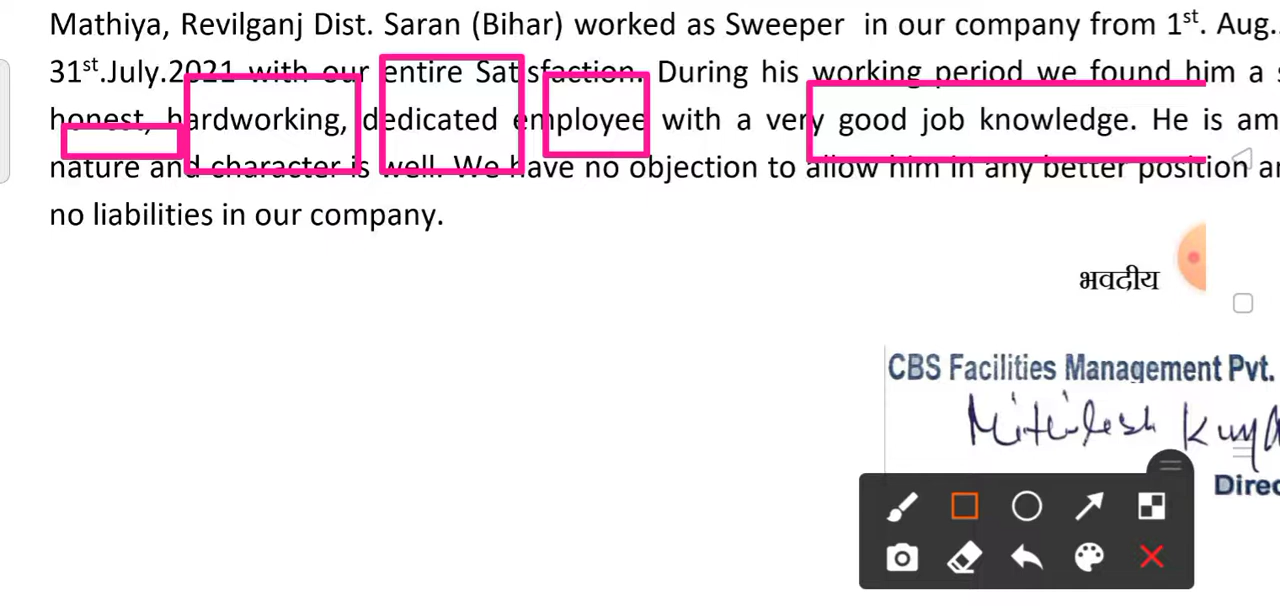 Mathiya, Revilganj Dist. Saran (Bihar) worked as Sweeper in our company from 1st. Aug.
31st.July.2021 with our entire Satisfaction. During his working period we found him a
honest, hardworking, dedicated employee with a very good job knowledge. He is am
nature and character is well. We have no objection to allow him in any better position
no liabilities in our company.
भवदीय
CBS Facilities Management Pvt.
Mithilesh
Direc